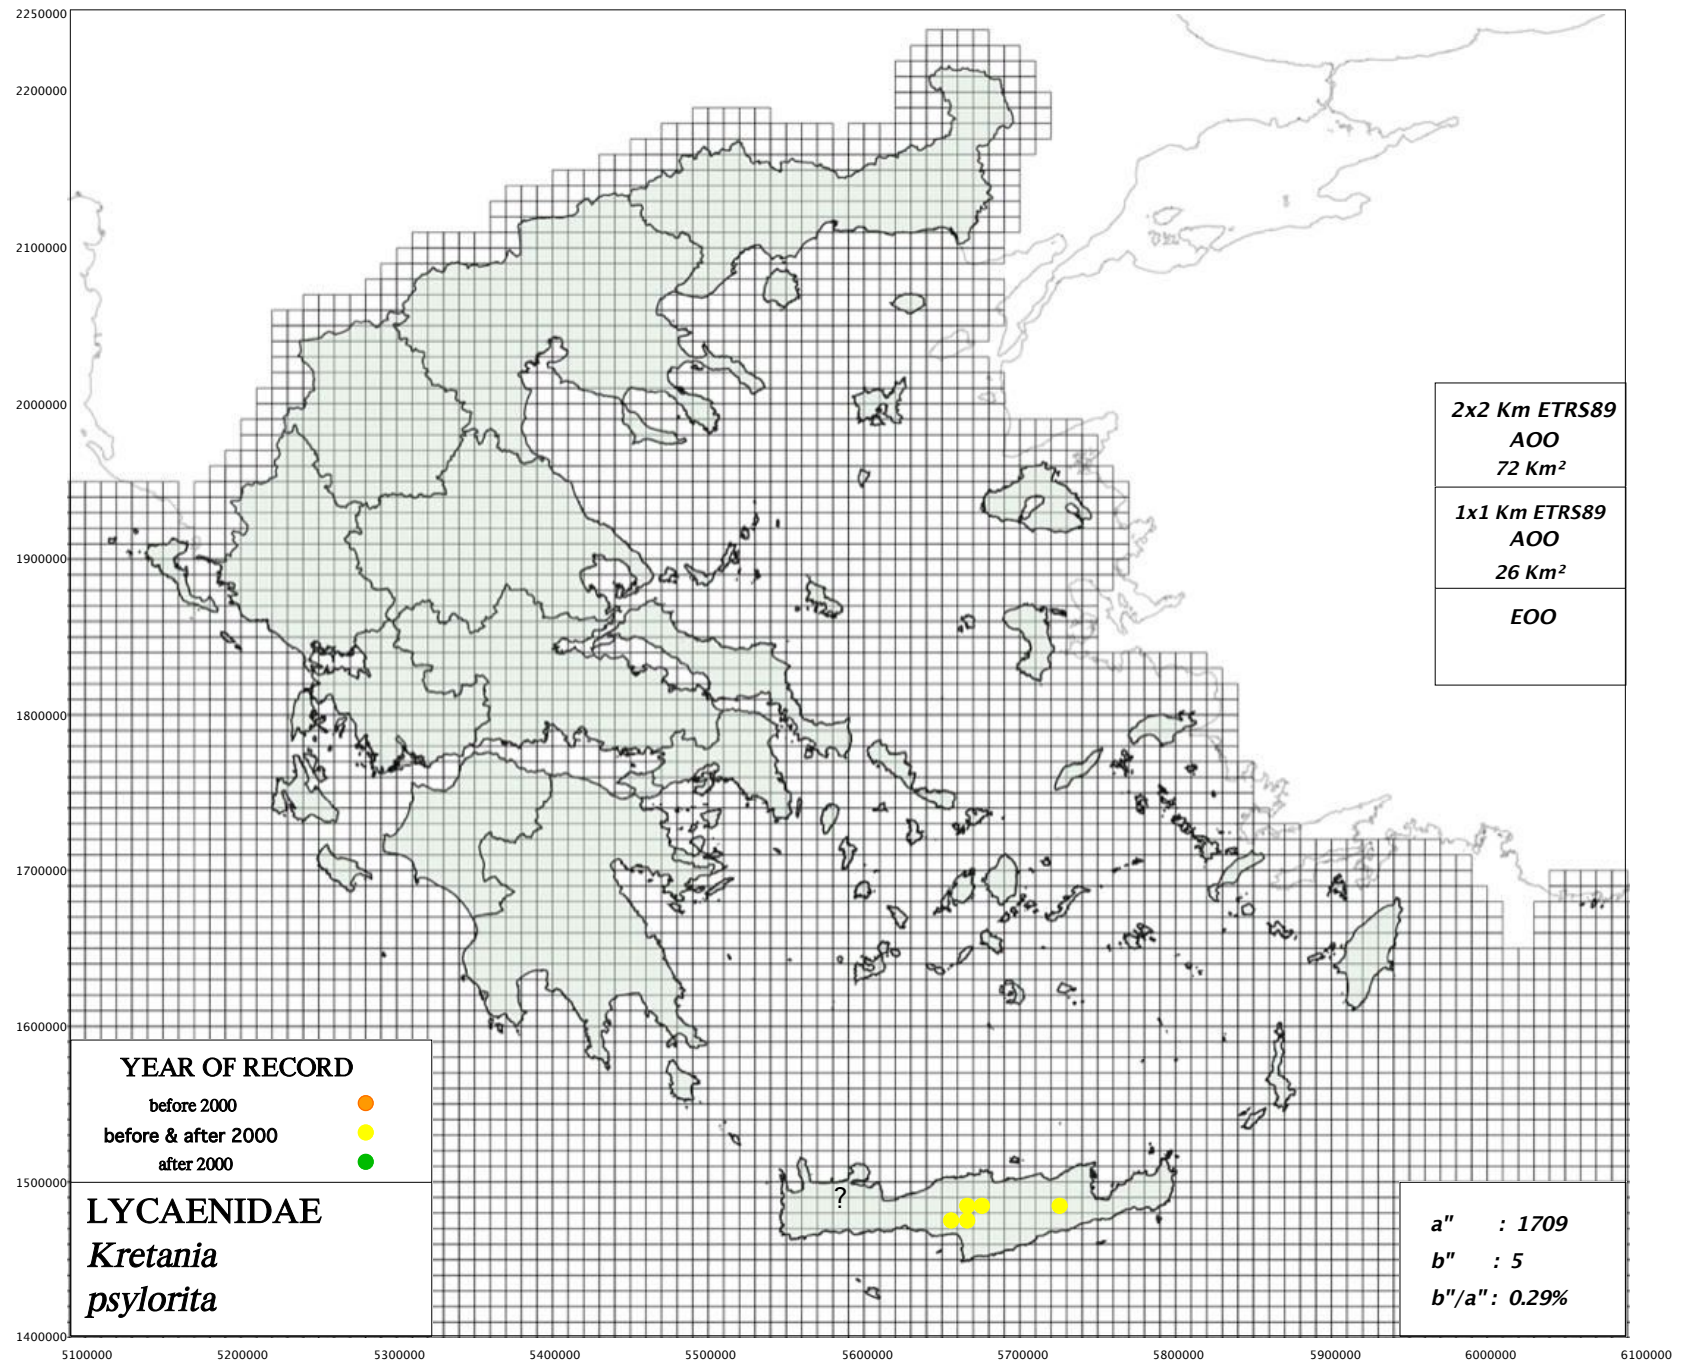 2250000
2200000
2100000
2000000
1900000
1800000
1700000
1600000
1500000
1400000
5100000 5200000 5300000 5400000 5500000 5600000 5700000 5800000 5900000 6000000 6100000
2x2 Km ETRS89
AOO
72 Km²
1x1 Km ETRS89
AOO
26 Km²
EOO
YEAR OF RECORD
before 2000
before & after 2000
after 2000
LYCAENIDAE
Kretania
psylorita
?
a" : 1709
b" : 5
b"/a" : 0.29%